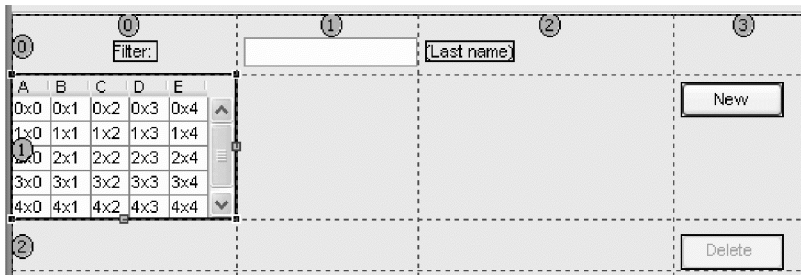 0 1 2 3
0 Filter: (Last name)
A B C D E
New
0x0 0x1 0x2 0x3 0x4
1x0 1x1 1x2 1x3 1x4
1 2x0 2x1 2x2 2x3 2x4
3x0 3x1 3x2 3x3 3x4
4x0 4x1 4x2 4x3 4x4
2 Delete